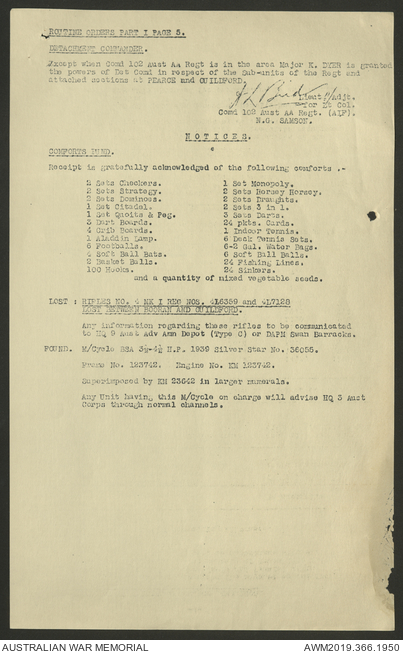 ROUTINE ORDERS PART I PAGE 5.
DETACHMENT COMMANDER.
Except when Comd 102 Aust AA Regt is in the area Major K. DYER is granted
the powers of Det Comd in respect of the Sub-units of the Regt and
attached sections at PEARCE and GUILDFORD.
Lieut A/Adjt.
for Lt Col,
Comd 102 Aust AA Regt. (AIF).
N.G. SAMSON.
NOTICES.
COMFORTS FUND.
Receipt is gratefully acknowledged of the following comforts .-
2 Sets Checkers. 1 Set Monopoly.
2 Sets Strategy. 2 Sets Horsey Horsey.
2 Sets Dominoes. 2 Sets Draughts.
1 Set Citadel. 2 Sets 3 in 1.
1 Set Quoits & Peg. 3 Sets Darts.
3 Dart Boards. 24 pkts. Cards.
4 Crib Boards. 1 Indoor Tennis.
1 Aladdin Lamp. 6 Deck Tennis Sets.
6 Footballs. 6-2 Gal. Water Bags.
4 Soft Ball Bats. 6 Soft Ball Balls.
2 Basket Balls. 24 Fishing Lines.
100 Hooks. 24 Sinkers.
and a quantity of mixed vegetable seeds.
LOST : RIFLES NO. 4 MK I REG NOS. 4L6359 and 4L7128
LOST BETWEEN ROCKBAN AND GUILDFORD.
Any information regarding these rifles to be communicated
to HQ 9 Aust Adv Amn Depot (Type C) or DAPM Swan Barracks.
FOUND. M/Cycle BSA 3½-4½ H.P. 1939 Silver Star No. 36055.
Frame No. 123742. Engine No. KM 123742.
Superimposed by KM 23642 in larger numerals.
Any Unit having this M/Cycle on charge will advise HQ 3 Aust
Corps through normal channels.
AUSTRALIAN WAR MEMORIAL AWM2019.366.1950